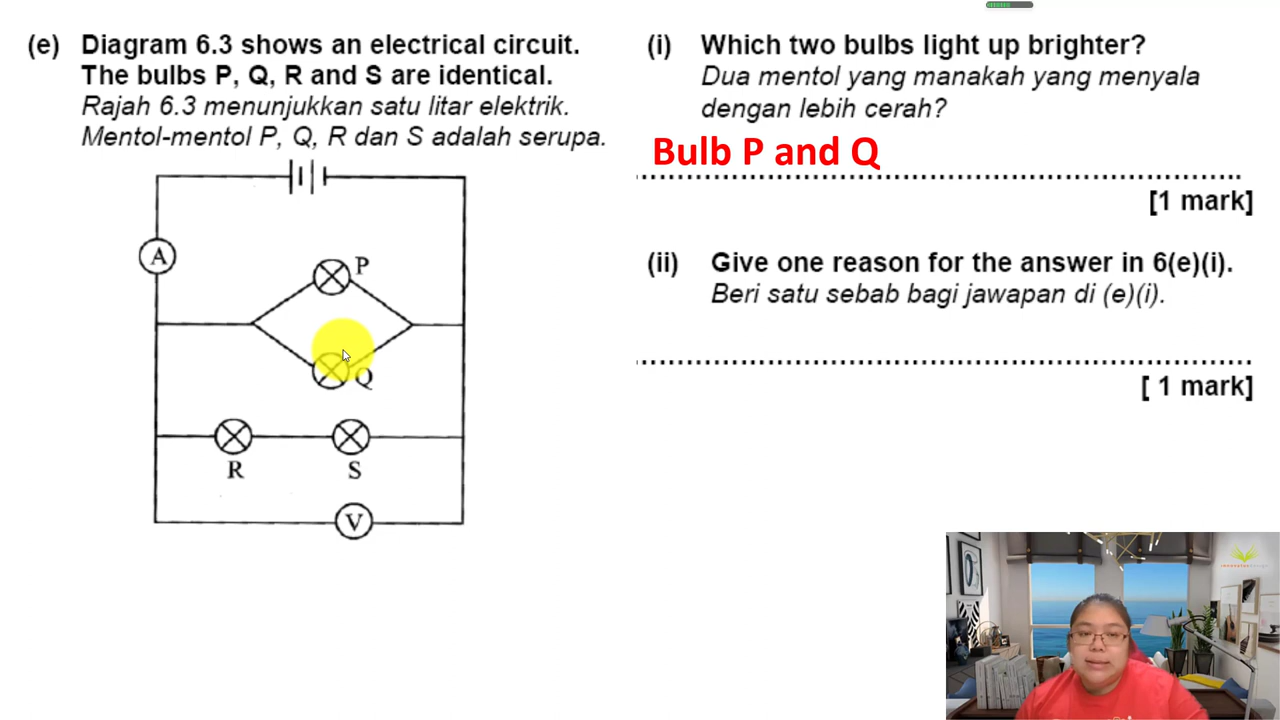 (e) Diagram 6.3 shows an electrical circuit.
The bulbs P, Q, R and S are identical.
Rajah 6.3 menunjukkan satu litar elektrik.
Mentol-mentol P, Q, R dan S adalah serupa.
A
P
Q
R
S
V
(i) Which two bulbs light up brighter?
Dua mentol yang manakah yang menyala
dengan lebih cerah?
Bulb P and Q
[1 mark]
(ii) Give one reason for the answer in 6(e)(i).
Beri satu sebab bagi jawapan di (e)(i).
[ 1 mark]